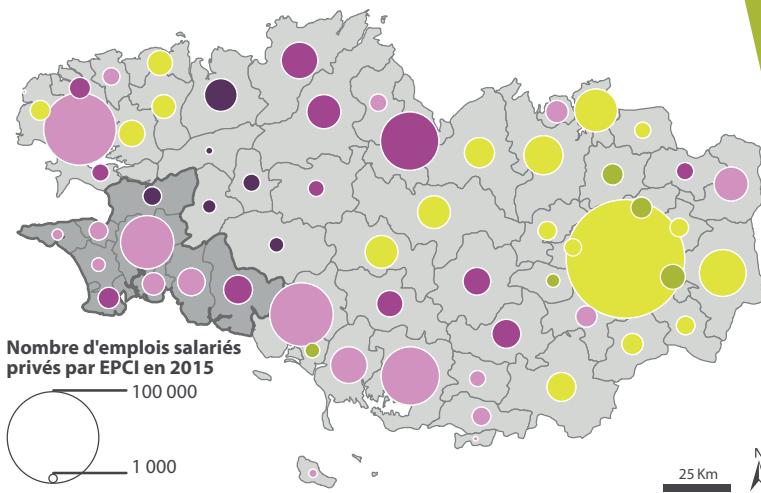 Nombre d'emplois salariés
privés par EPCI en 2015
100 000
1 000
25 Km
N